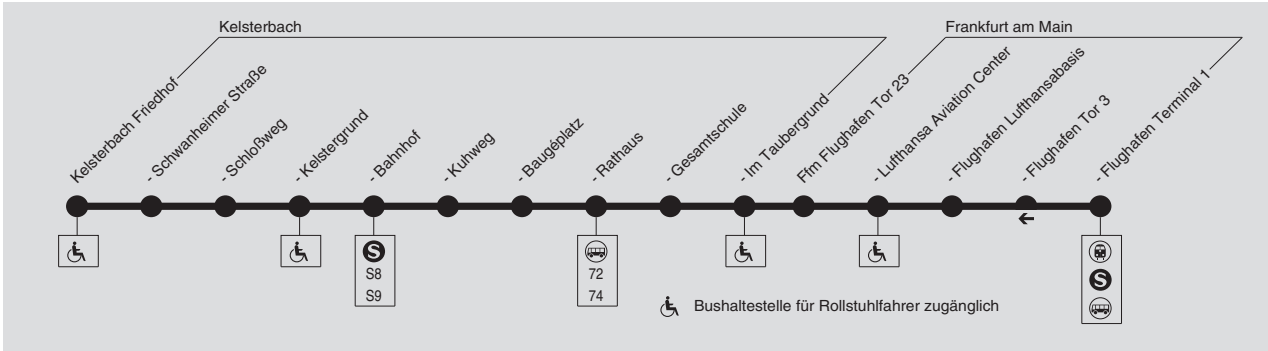 Kelsterbach
Frankfurt am Main
Kelsterbach Friedhof
- Schwanheimer Straße
- Schloßweg
- Kelstergrund
- Bahnhof
- Kuhweg
- Baugéplatz
- Rathaus
- Gesamtschule
- Im Taubergrund
Ffm Flughafen Tor 23
- Lufthansa Aviation Center
- Flughafen Lufthansabasis
- Flughafen Tor 3
- Flughafen Terminal 1
S
S8
S9
72
74
S
Bushaltestelle für Rollstuhlfahrer zugänglich